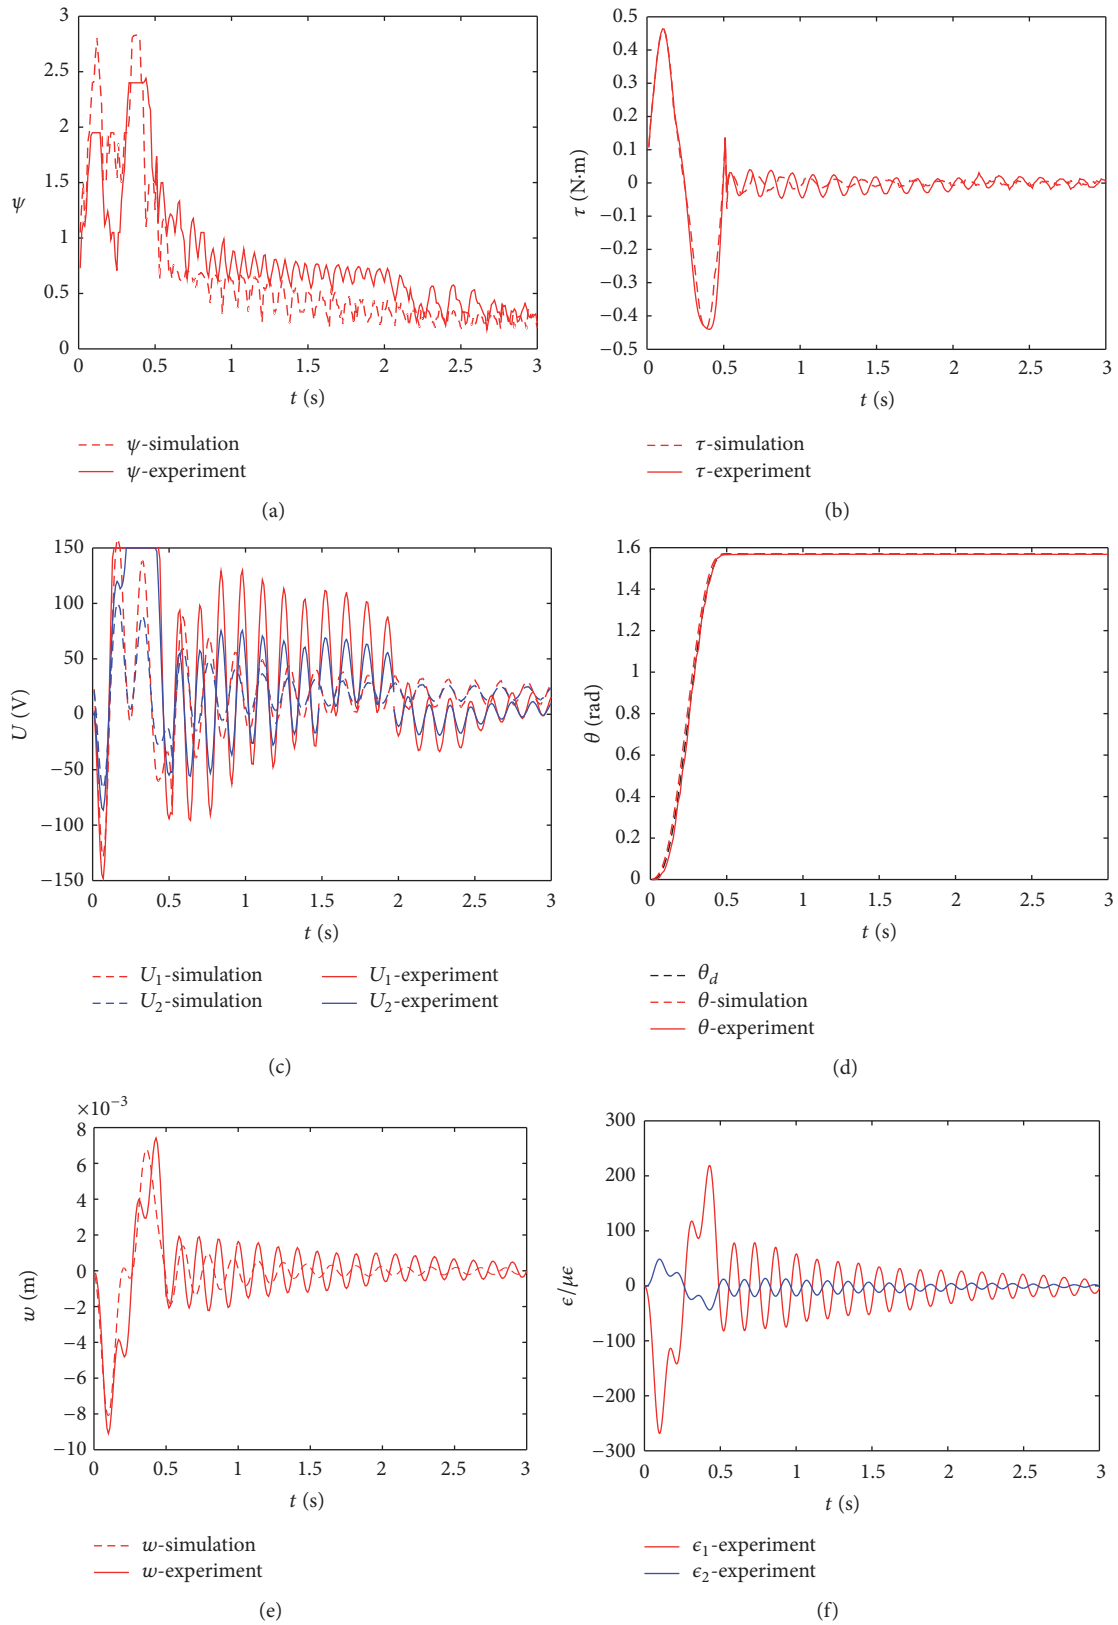 3
2.5
2
1.5
1
0.5
0
ψ
0 0.5 1 1.5 2 2.5 3
t (s)
ψ-simulation
ψ-experiment
(a)
0.5
0.4
0.3
0.2
0.1
0
−0.1
−0.2
−0.3
−0.4
−0.5
τ (N·m)
0 0.5 1 1.5 2 2.5 3
t (s)
τ-simulation
τ-experiment
(b)
150
100
50
0
−50
−100
−150
U (V)
0 0.5 1 1.5 2 2.5 3
t (s)
U₁-simulation U₁-experiment
U₂-simulation U₂-experiment
(c)
1.6
1.4
1.2
1
0.8
0.6
0.4
0.2
0
θ (rad)
0 0.5 1 1.5 2 2.5 3
t (s)
θ_d
θ-simulation
θ-experiment
(d)
×10⁻³
8
6
4
2
0
−2
−4
−6
−8
−10
w (m)
0 0.5 1 1.5 2 2.5 3
t (s)
w-simulation
w-experiment
(e)
300
200
100
0
−100
−200
−300
ϵ/μϵ
0 0.5 1 1.5 2 2.5 3
t (s)
ϵ₁-experiment
ϵ₂-experiment
(f)